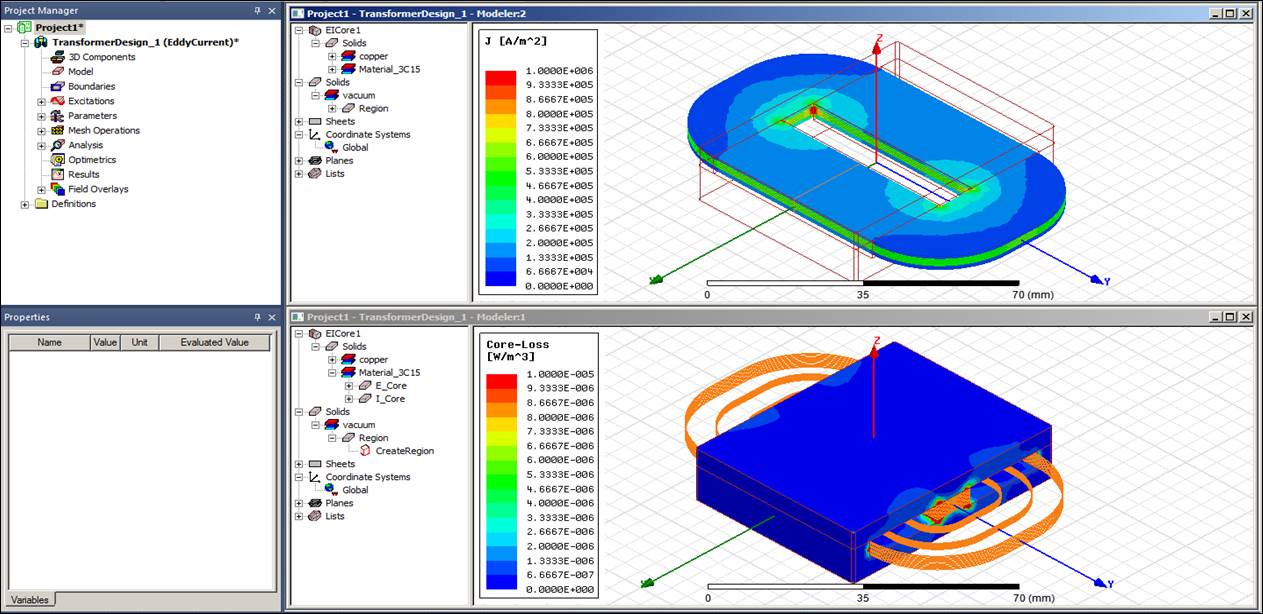 Project Manager
Project1*
TransformerDesign_1 (EddyCurrent)*
3D Components
Model
Boundaries
Excitations
Parameters
Mesh Operations
Analysis
Optimetrics
Results
Field Overlays
Definitions
Properties
Name Value Unit Evaluated Value
Variables
Project1 - TransformerDesign_1 - Modeler:2
EICore1
Solids
copper
Material_3C15
Solids
vacuum
Region
Sheets
Coordinate Systems
Global
Planes
Lists
J [A/m^2]
1.0000E+006
9.3333E+005
8.6667E+005
8.0000E+005
7.3333E+005
6.6667E+005
6.0000E+005
5.3333E+005
4.6667E+005
4.0000E+005
3.3333E+005
2.6667E+005
2.0000E+005
1.3333E+005
6.6667E+004
0.0000E+000
Z
X
Y
0 35 70 (mm)
Project1 - TransformerDesign_1 - Modeler:1
EICore1
Solids
copper
Material_3C15
E_Core
I_Core
Solids
vacuum
Region
CreateRegion
Sheets
Coordinate Systems
Global
Planes
Lists
Core-Loss
[W/m^3]
1.0000E-005
9.3333E-006
8.6667E-006
8.0000E-006
7.3333E-006
6.6667E-006
6.0000E-006
5.3333E-006
4.6667E-006
4.0000E-006
3.3333E-006
2.6667E-006
2.0000E-006
1.3333E-006
6.6667E-007
0.0000E+000
Z
X
Y
0 35 70 (mm)